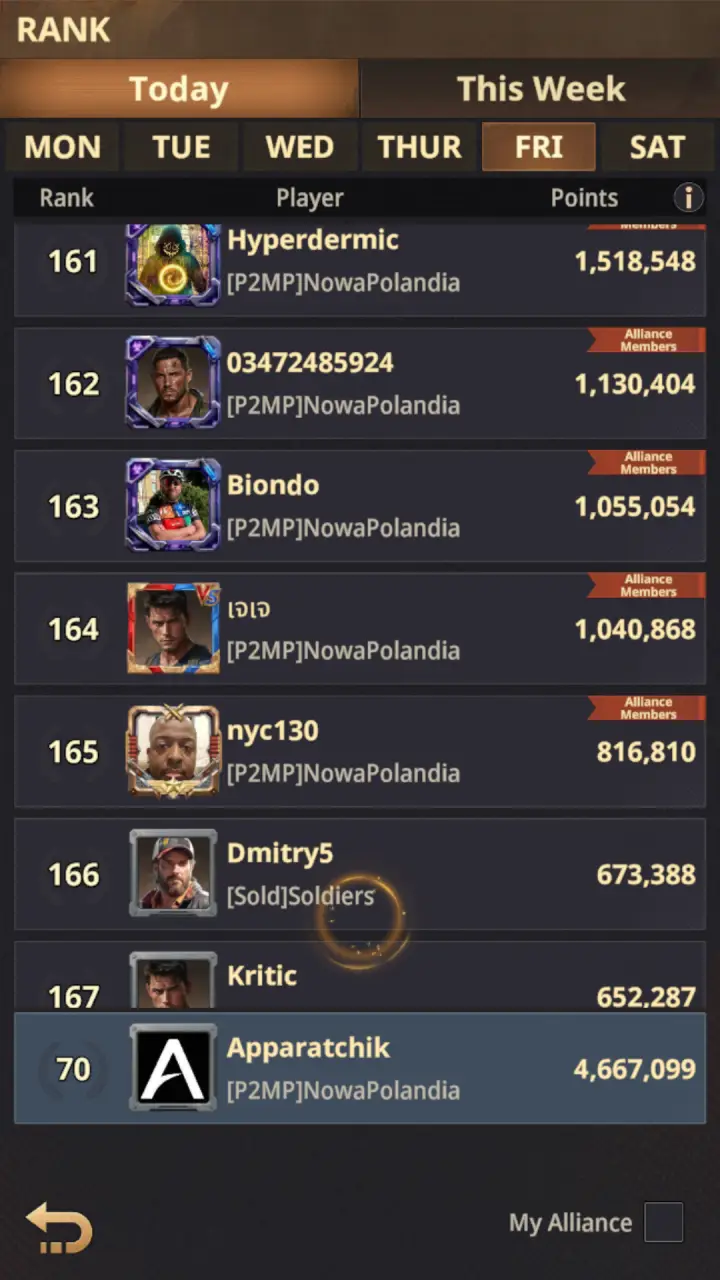 RANK
Today
This Week
MON
TUE
WED
THUR
FRI
SAT
Rank
Player
Points
Members
161
Hyperdermic
[P2MP]NowaPolandia
1,518,548
Alliance
Members
162
03472485924
[P2MP]NowaPolandia
1,130,404
Alliance
Members
163
Biondo
[P2MP]NowaPolandia
1,055,054
Alliance
Members
164
เจเจ
[P2MP]NowaPolandia
1,040,868
Alliance
Members
165
nyc130
[P2MP]NowaPolandia
816,810
166
Dmitry5
[Sold]Soldiers
673,388
167
Kritic
652,287
70
Apparatchik
[P2MP]NowaPolandia
4,667,099
My Alliance